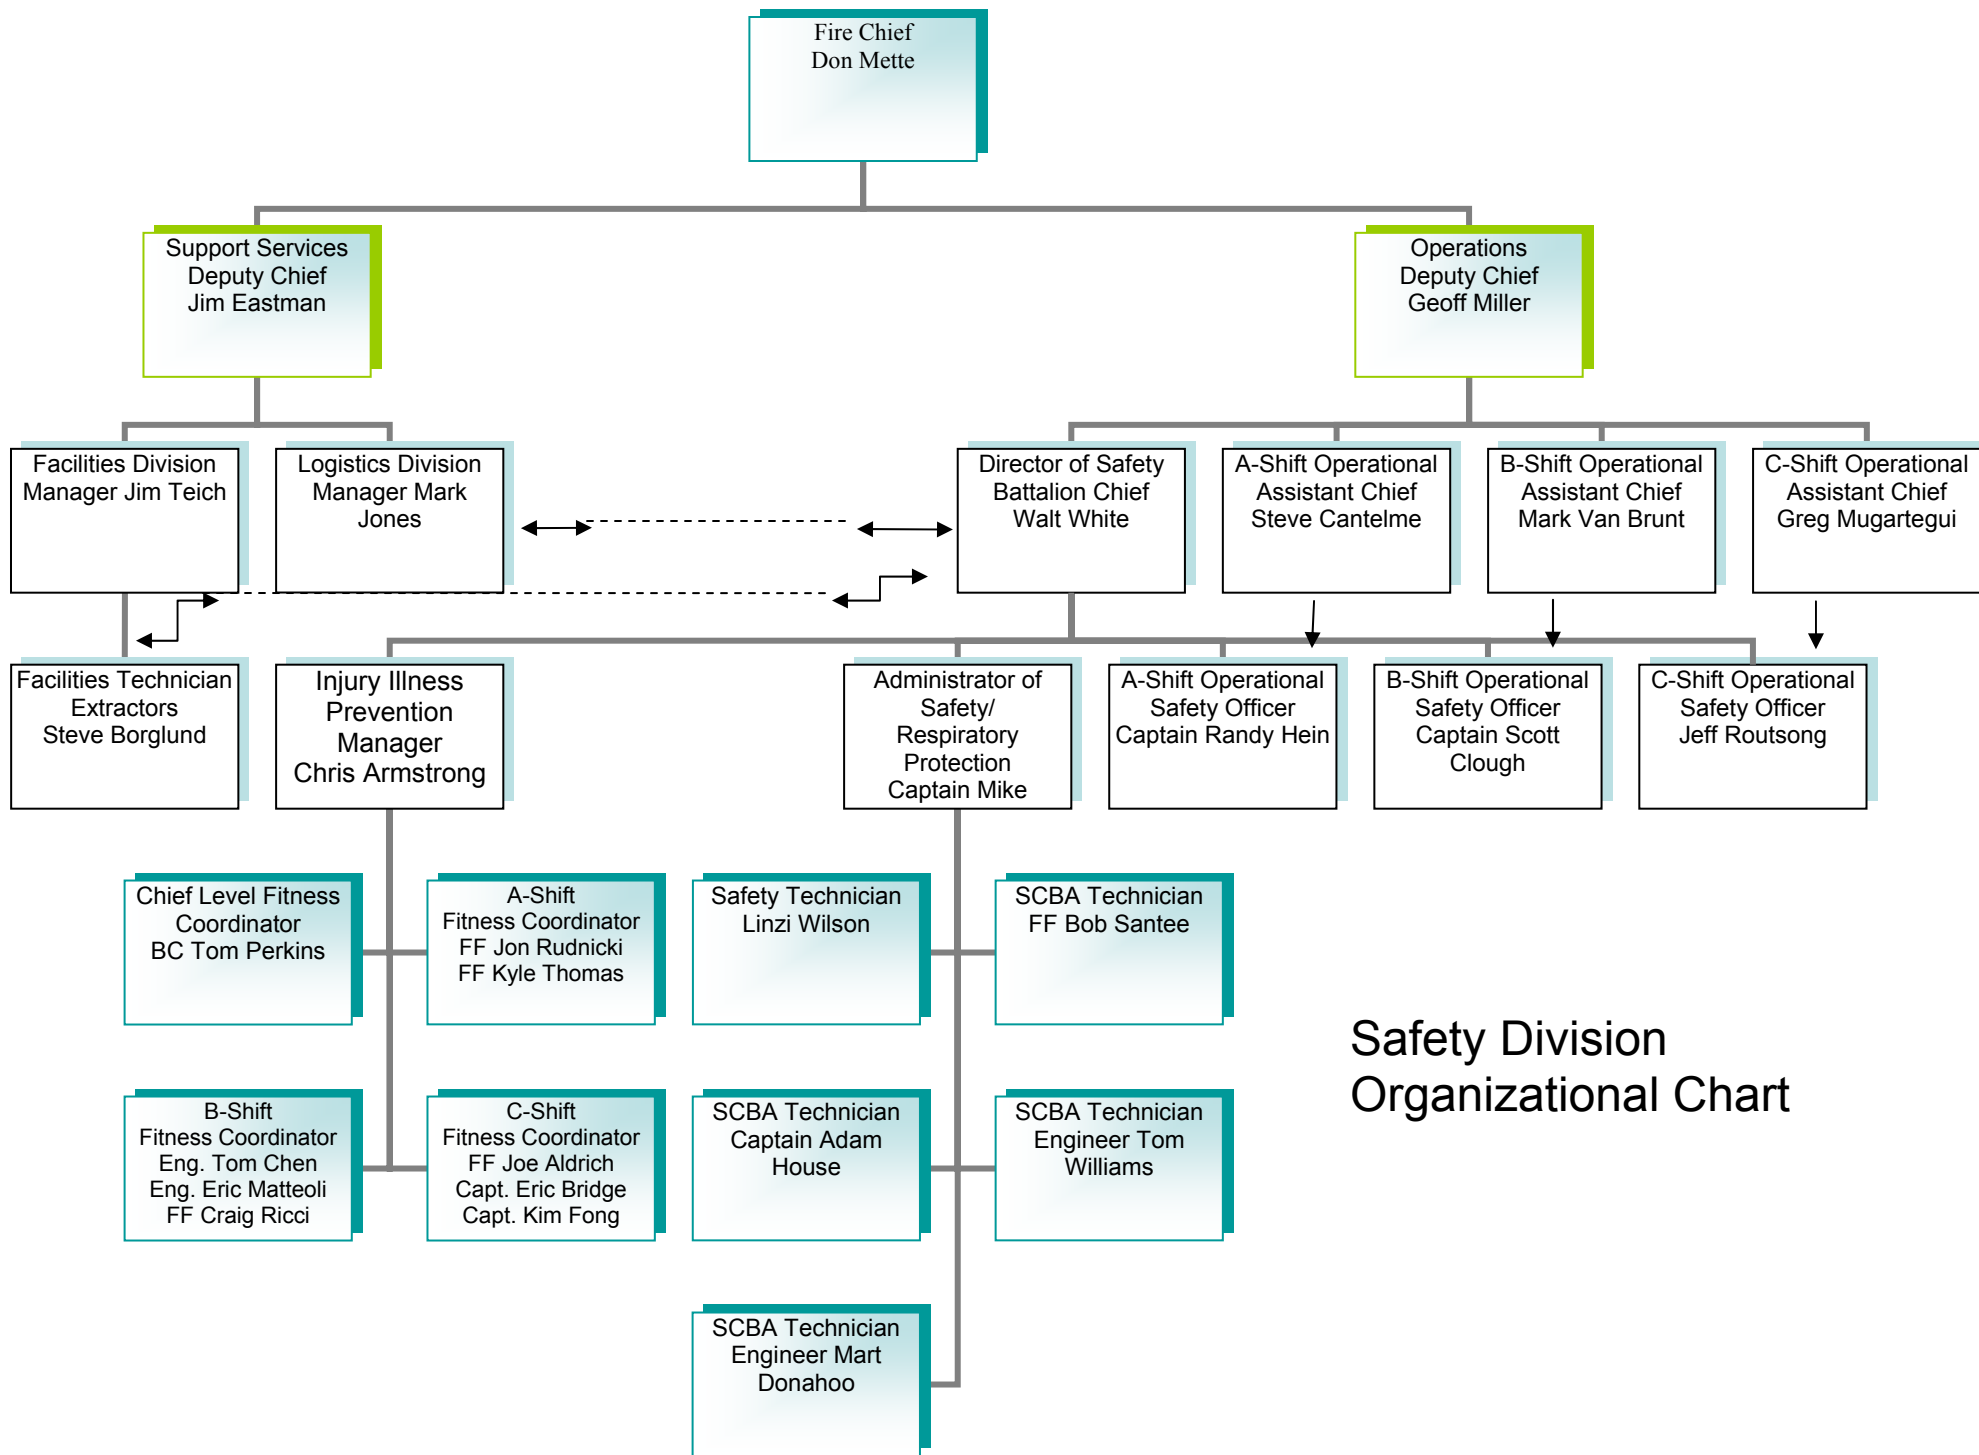 Fire Chief
Don Mette
Support Services
Deputy Chief
Jim Eastman
Operations
Deputy Chief
Geoff Miller
Facilities Division
Manager Jim Teich
Logistics Division
Manager Mark
Jones
Director of Safety
Battalion Chief
Walt White
A-Shift Operational
Assistant Chief
Steve Cantelme
B-Shift Operational
Assistant Chief
Mark Van Brunt
C-Shift Operational
Assistant Chief
Greg Mugartegui
Facilities Technician
Extractors
Steve Borglund
Injury Illness
Prevention
Manager
Chris Armstrong
Administrator of
Safety/
Respiratory
Protection
Captain Mike
A-Shift Operational
Safety Officer
Captain Randy Hein
B-Shift Operational
Safety Officer
Captain Scott
Clough
C-Shift Operational
Safety Officer
Jeff Routsong
Chief Level Fitness
Coordinator
BC Tom Perkins
A-Shift
Fitness Coordinator
FF Jon Rudnicki
FF Kyle Thomas
Safety Technician
Linzi Wilson
SCBA Technician
FF Bob Santee
B-Shift
Fitness Coordinator
Eng. Tom Chen
Eng. Eric Matteoli
FF Craig Ricci
C-Shift
Fitness Coordinator
FF Joe Aldrich
Capt. Eric Bridge
Capt. Kim Fong
SCBA Technician
Captain Adam
House
SCBA Technician
Engineer Tom
Williams
SCBA Technician
Engineer Mart
Donahoo
Safety Division
Organizational Chart